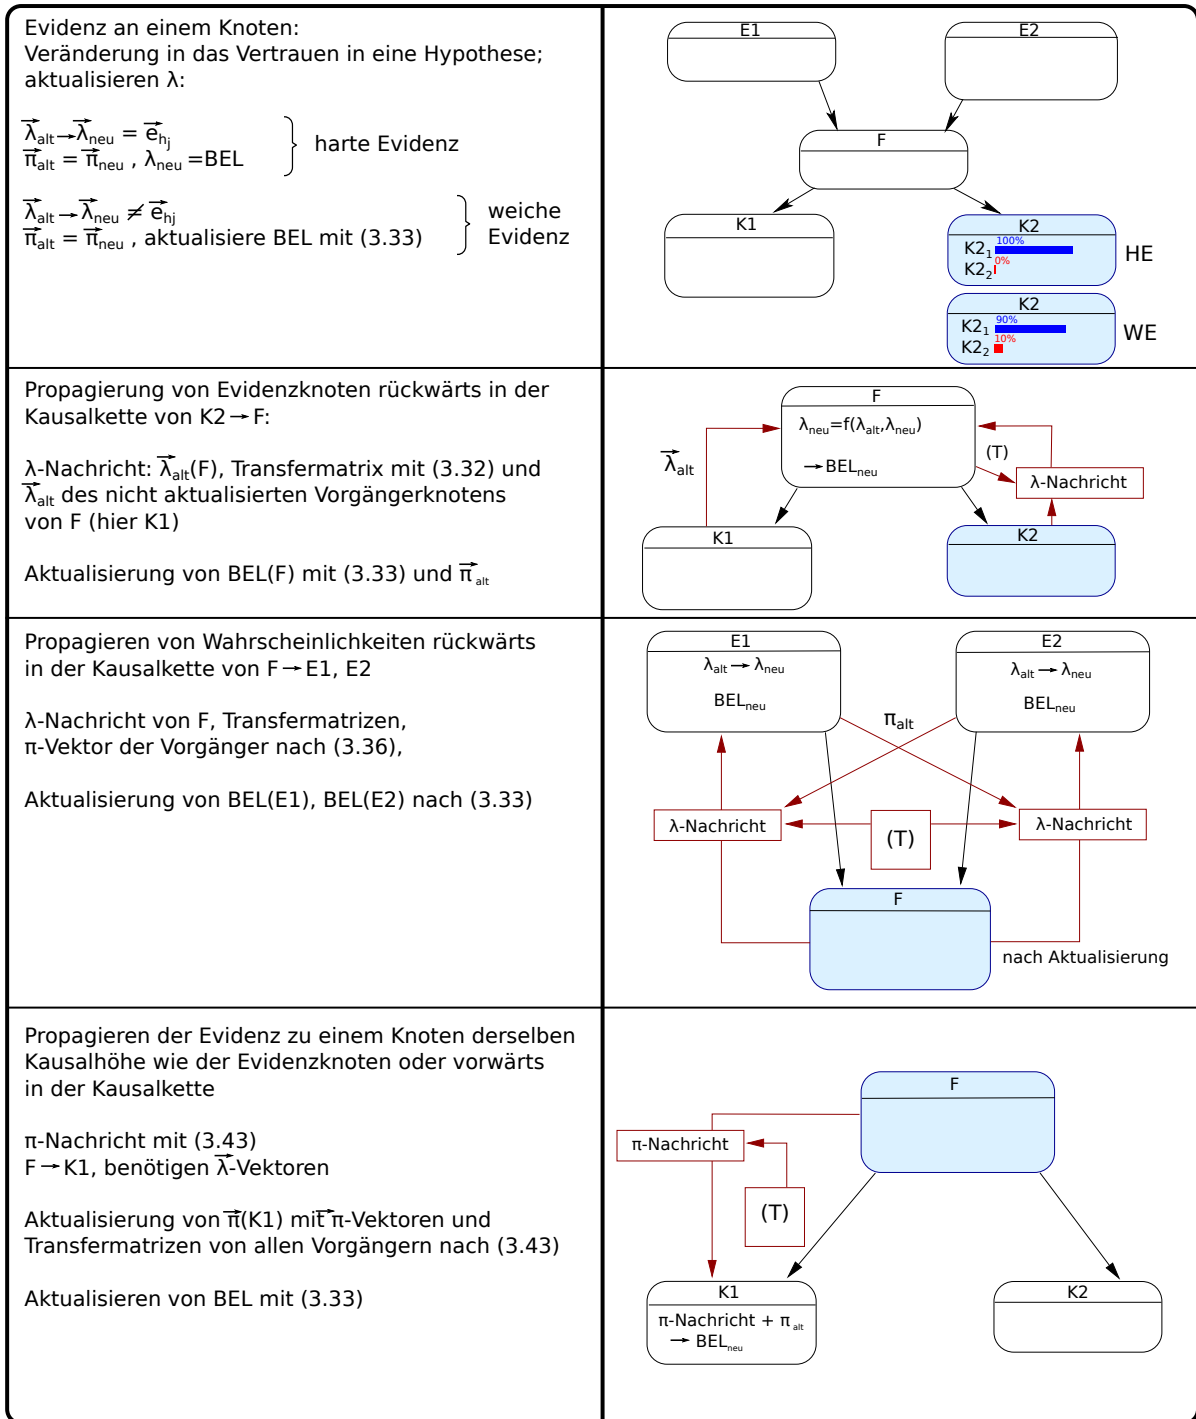 Evidenz an einem Knoten:
Veränderung in das Vertrauen in eine Hypothese;
aktualisieren λ:
λ⃗alt → λ⃗neu = e⃗hj
π⃗alt = π⃗neu , λneu =BEL
harte Evidenz
λ⃗alt → λ⃗neu ≠ e⃗hj
π⃗alt = π⃗neu , aktualisiere BEL mit (3.33)
weiche
Evidenz
E1
E2
F
K1
K2
K2₁
100%
K2₂
0%
HE
K2
K2₁
90%
K2₂
10%
WE
Propagierung von Evidenzknoten rückwärts in der
Kausalkette von K2 → F:
λ-Nachricht: λ⃗alt(F), Transfermatrix mit (3.32) und
λ⃗alt des nicht aktualisierten Vorgängerknotens
von F (hier K1)
Aktualisierung von BEL(F) mit (3.33) und π⃗alt
F
λneu=f(λalt,λneu)
→ BELneu
λ⃗alt
(T)
λ-Nachricht
K1
K2
Propagieren von Wahrscheinlichkeiten rückwärts
in der Kausalkette von F → E1, E2
λ-Nachricht von F, Transfermatrizen,
π-Vektor der Vorgänger nach (3.36),
Aktualisierung von BEL(E1), BEL(E2) nach (3.33)
E1
λalt → λneu
BELneu
E2
λalt → λneu
BELneu
πalt
λ-Nachricht
(T)
λ-Nachricht
F
nach Aktualisierung
Propagieren der Evidenz zu einem Knoten derselben
Kausalhöhe wie der Evidenzknoten oder vorwärts
in der Kausalkette
π-Nachricht mit (3.43)
F → K1, benötigen λ⃗-Vektoren
Aktualisierung von π⃗(K1) mit π⃗-Vektoren und
Transfermatrizen von allen Vorgängern nach (3.43)
Aktualisieren von BEL mit (3.33)
F
π-Nachricht
(T)
K1
π-Nachricht + πalt
→ BELneu
K2